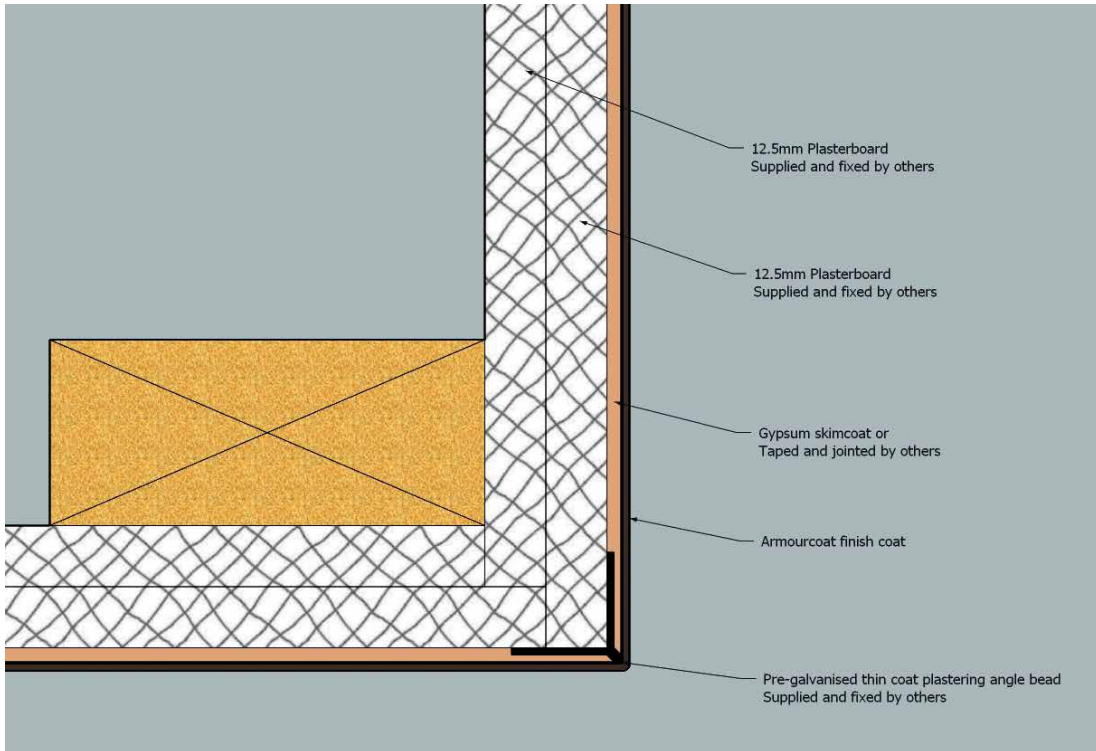 12.5mm Plasterboard
Supplied and fixed by others
12.5mm Plasterboard
Supplied and fixed by others
Gypsum skimcoat or
Taped and jointed by others
Armourcoat finish coat
Pre-galvanised thin coat plastering angle bead
Supplied and fixed by others